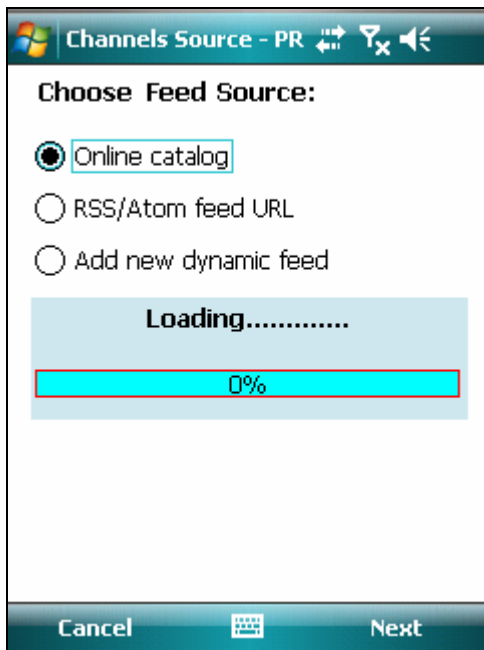 Channels Source - PR
Choose Feed Source:
Online catalog
RSS/Atom feed URL
Add new dynamic feed
Loading.............
0%
Cancel Next